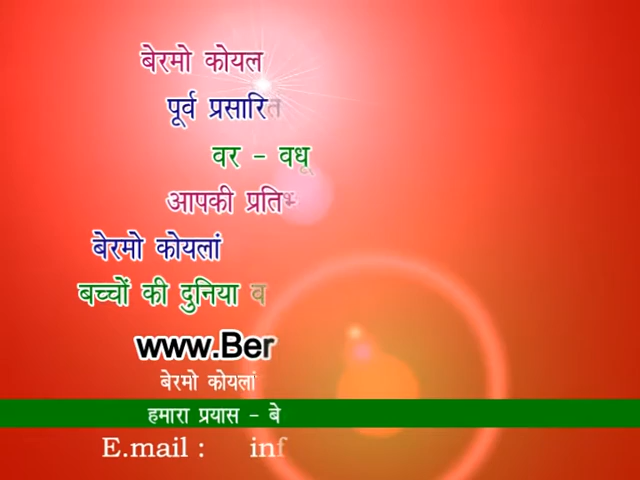 बेरमो कोयल
पूर्व प्रसारित
वर - वधू
आपकी प्रति
बेरमो कोयलां
बच्चों की दुनिया व
www.Ber
बेरमो कोयलां
हमारा प्रयास - बे
E.mail : inf